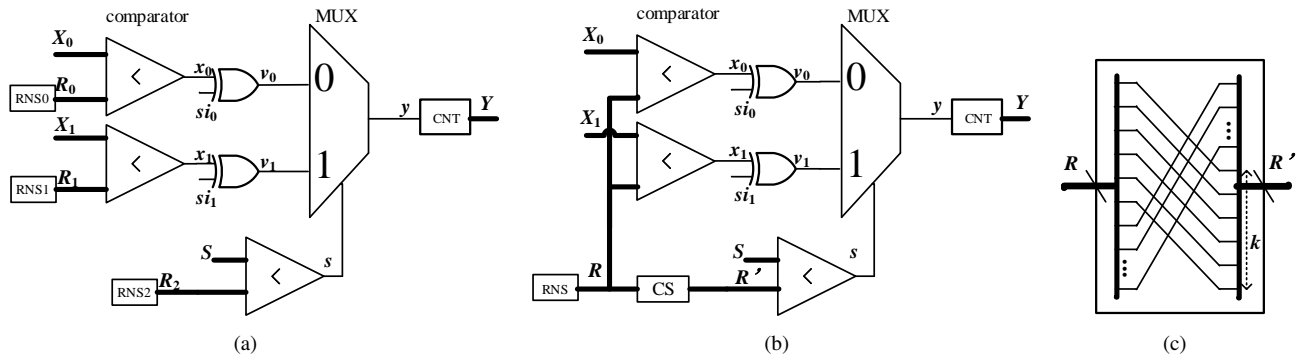 comparator
MUX
X0
<
x0
v0
0
RNS0
R0
si0
X1
<
x1
v1
1
RNS1
R1
si1
y
CNT
Y
S
<
s
RNS2
R2
(a)
comparator
MUX
X0
<
x0
v0
0
si0
X1
<
x1
v1
1
si1
y
CNT
Y
S
<
s
RNS
R
CS
R'
(b)
R
R'
k
(c)